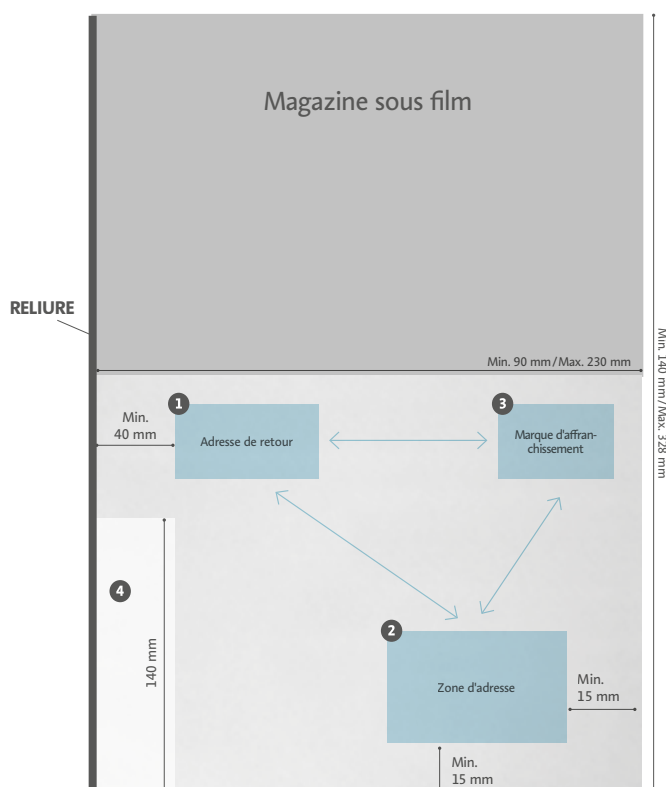 Magazine sous film
RELIURE
Min. 90 mm/Max. 230 mm
Min. 140 mm/Max. 328 mm
1
3
Min.
40 mm
Adresse de retour
Marque d'affran-
chissement
4
140 mm
2
Zone d'adresse
Min.
15 mm
Min.
15 mm